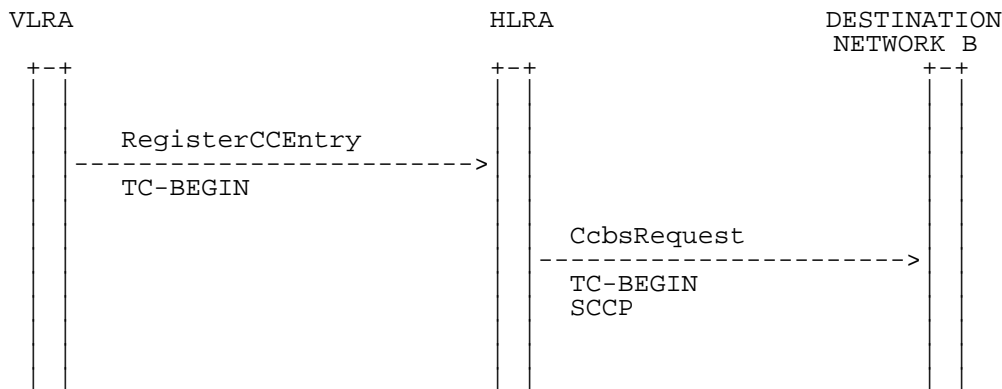 VLRA HLRA DESTINATION
NETWORK B
RegisterCCEntry
TC-BEGIN
CcbsRequest
TC-BEGIN
SCCP